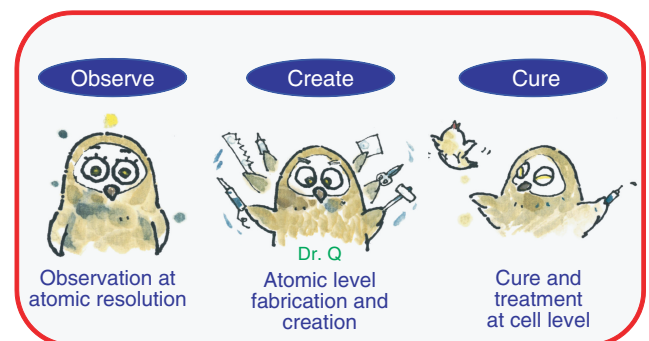 Observe
Create
Cure
Dr. Q
Observation at
atomic resolution
Atomic level
fabrication and
creation
Cure and
treatment
at cell level